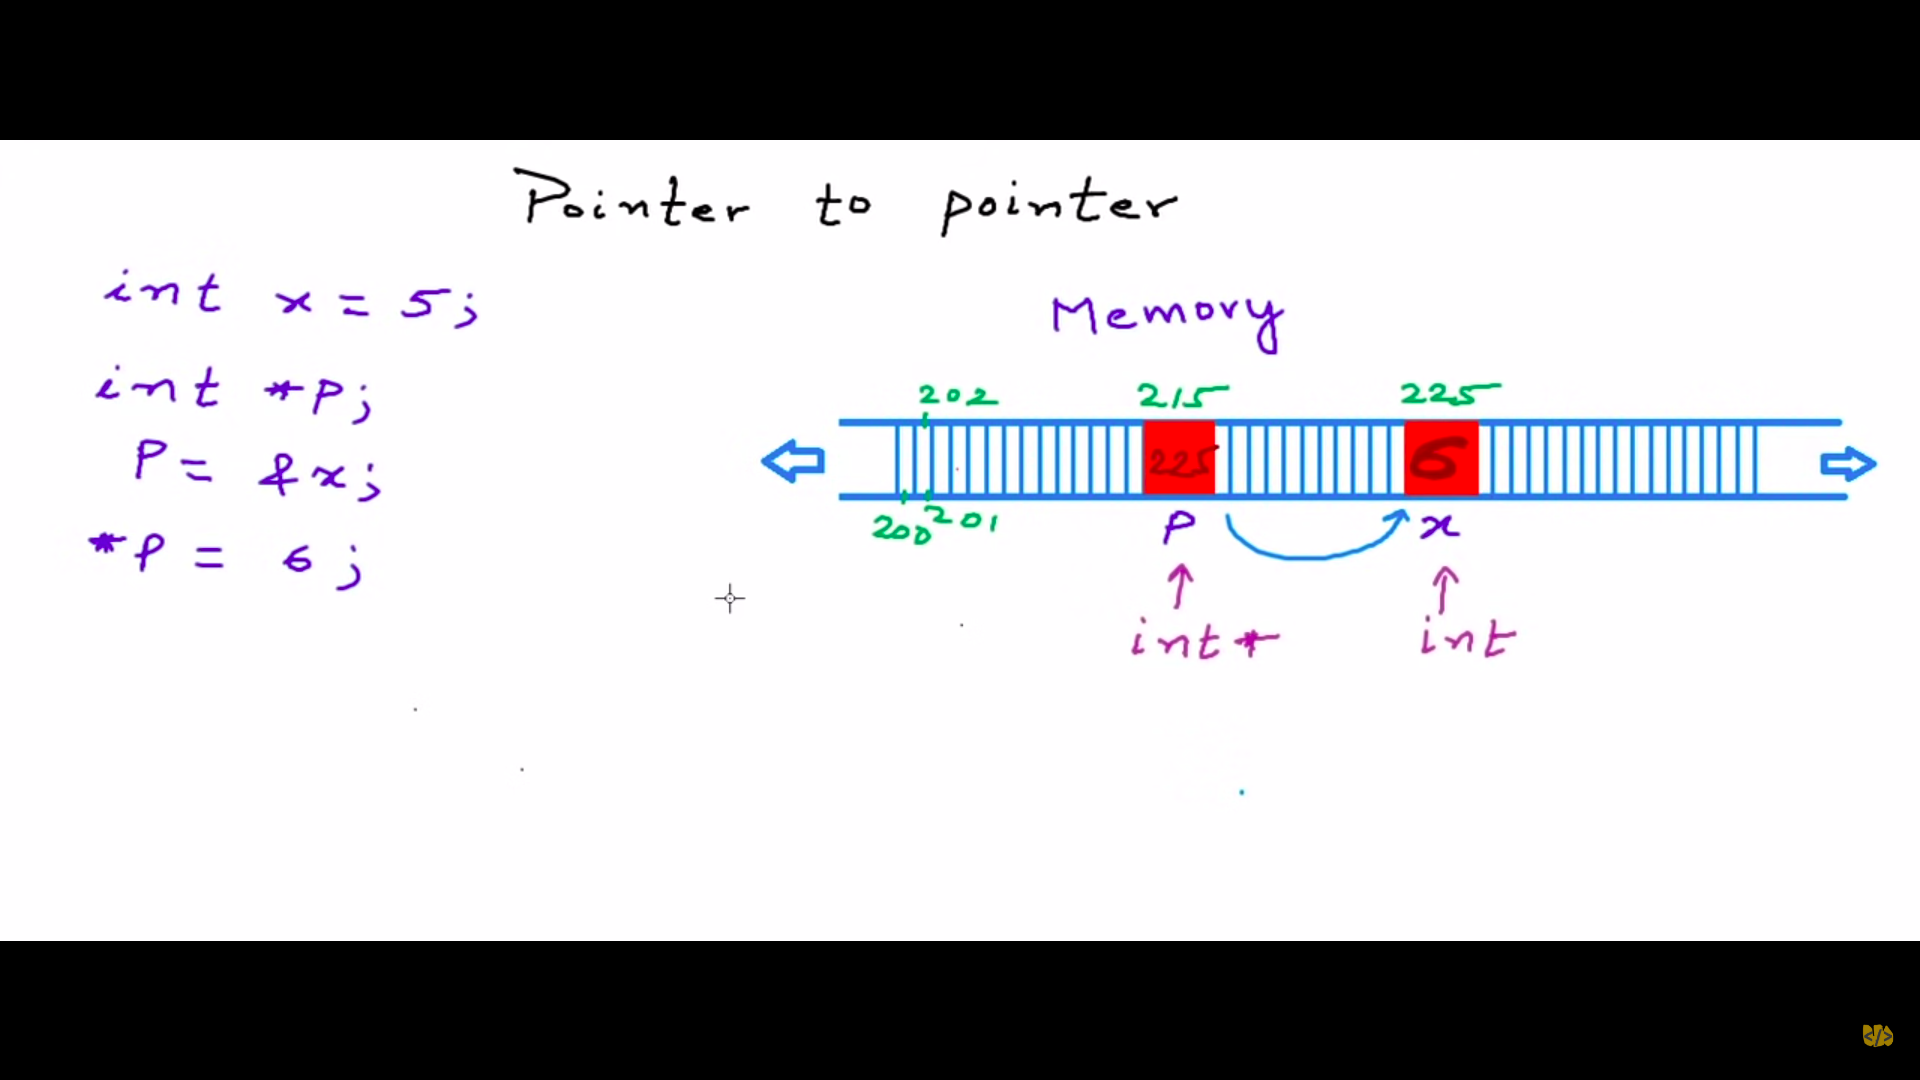 Pointer to pointer
int x = 5;
int *P;
P = &x;
*P = 6;
Memory
202 215 225
225 6
200 201 P x
int* int